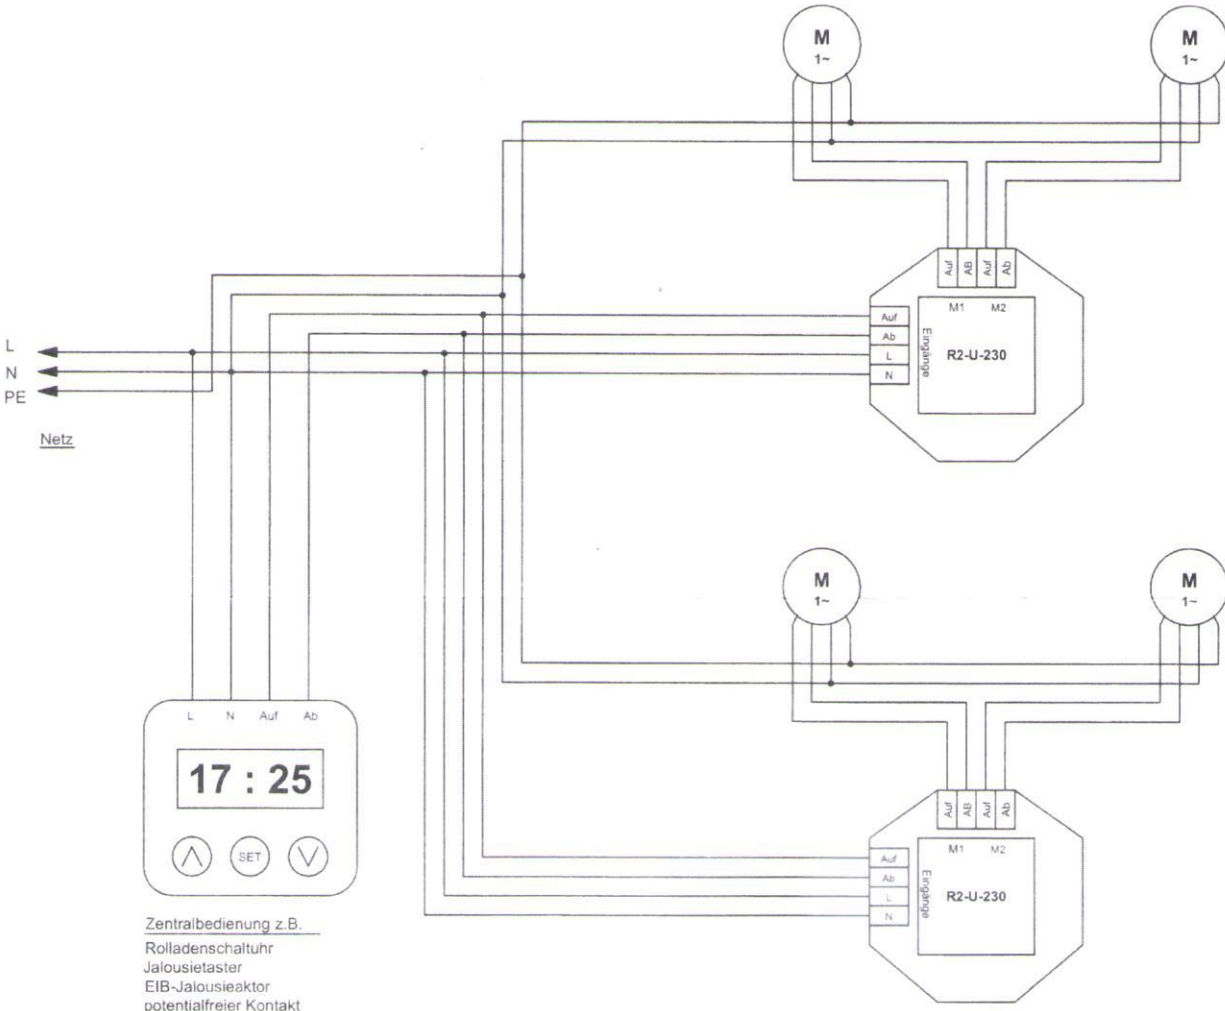 M
1~
M
1~
Auf
AB
Auf
Ab
M1 M2
Auf
Ab
L
N
Eingänge
R2-U-230
L
N
PE
Netz
M
1~
M
1~
L N Auf Ab
17 : 25
SET
Auf
AB
Auf
Ab
M1 M2
Auf
Ab
L
N
Eingänge
R2-U-230
Zentralbedienung z.B.
Rolladenschaltuhr
Jalousietaster
EIB-Jalousieaktor
potentialfreier Kontakt